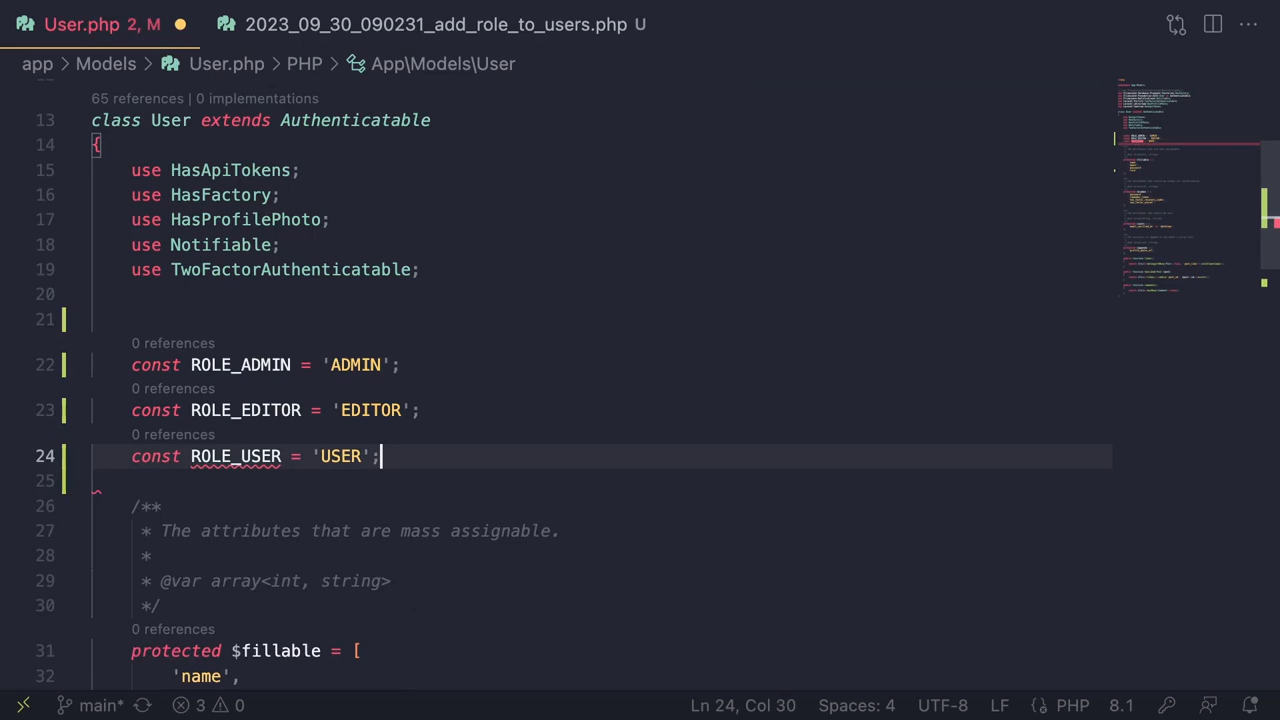 User.php 2, M
2023_09_30_090231_add_role_to_users.php U
app > Models > User.php > PHP > App\Models\User
65 references | 0 implementations
13 class User extends Authenticatable
14 {
15 use HasApiTokens;
16 use HasFactory;
17 use HasProfilePhoto;
18 use Notifiable;
19 use TwoFactorAuthenticatable;
20
21
0 references
22 const ROLE_ADMIN = 'ADMIN';
0 references
23 const ROLE_EDITOR = 'EDITOR';
0 references
24 const ROLE_USER = 'USER';
25
26 /**
27 * The attributes that are mass assignable.
28 *
29 * @var array<int, string>
30 */
0 references
31 protected $fillable = [
32 'name',
main* 3 0 Ln 24, Col 30 Spaces: 4 UTF-8 LF PHP 8.1